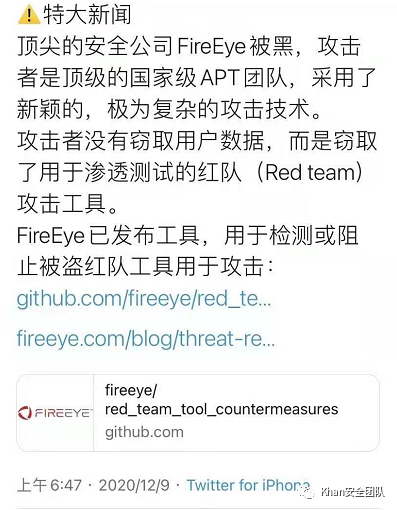 ⚠️特大新闻
顶尖的安全公司FireEye被黑，攻击
者是顶级的国家级APT团队，采用了
新颖的，极为复杂的攻击技术。
攻击者没有窃取用户数据，而是窃取
了用于渗透测试的红队（Red team）
攻击工具。
FireEye已发布工具，用于检测或阻
止被盗红队工具用于攻击：
github.com/fireeye/red_te...
fireeye.com/blog/threat-re...
FIREEYE
fireeye/
red_team_tool_countermeasures
github.com
上午6:47 · 2020/12/9 · Twitter for iPhone
Khan安全团队